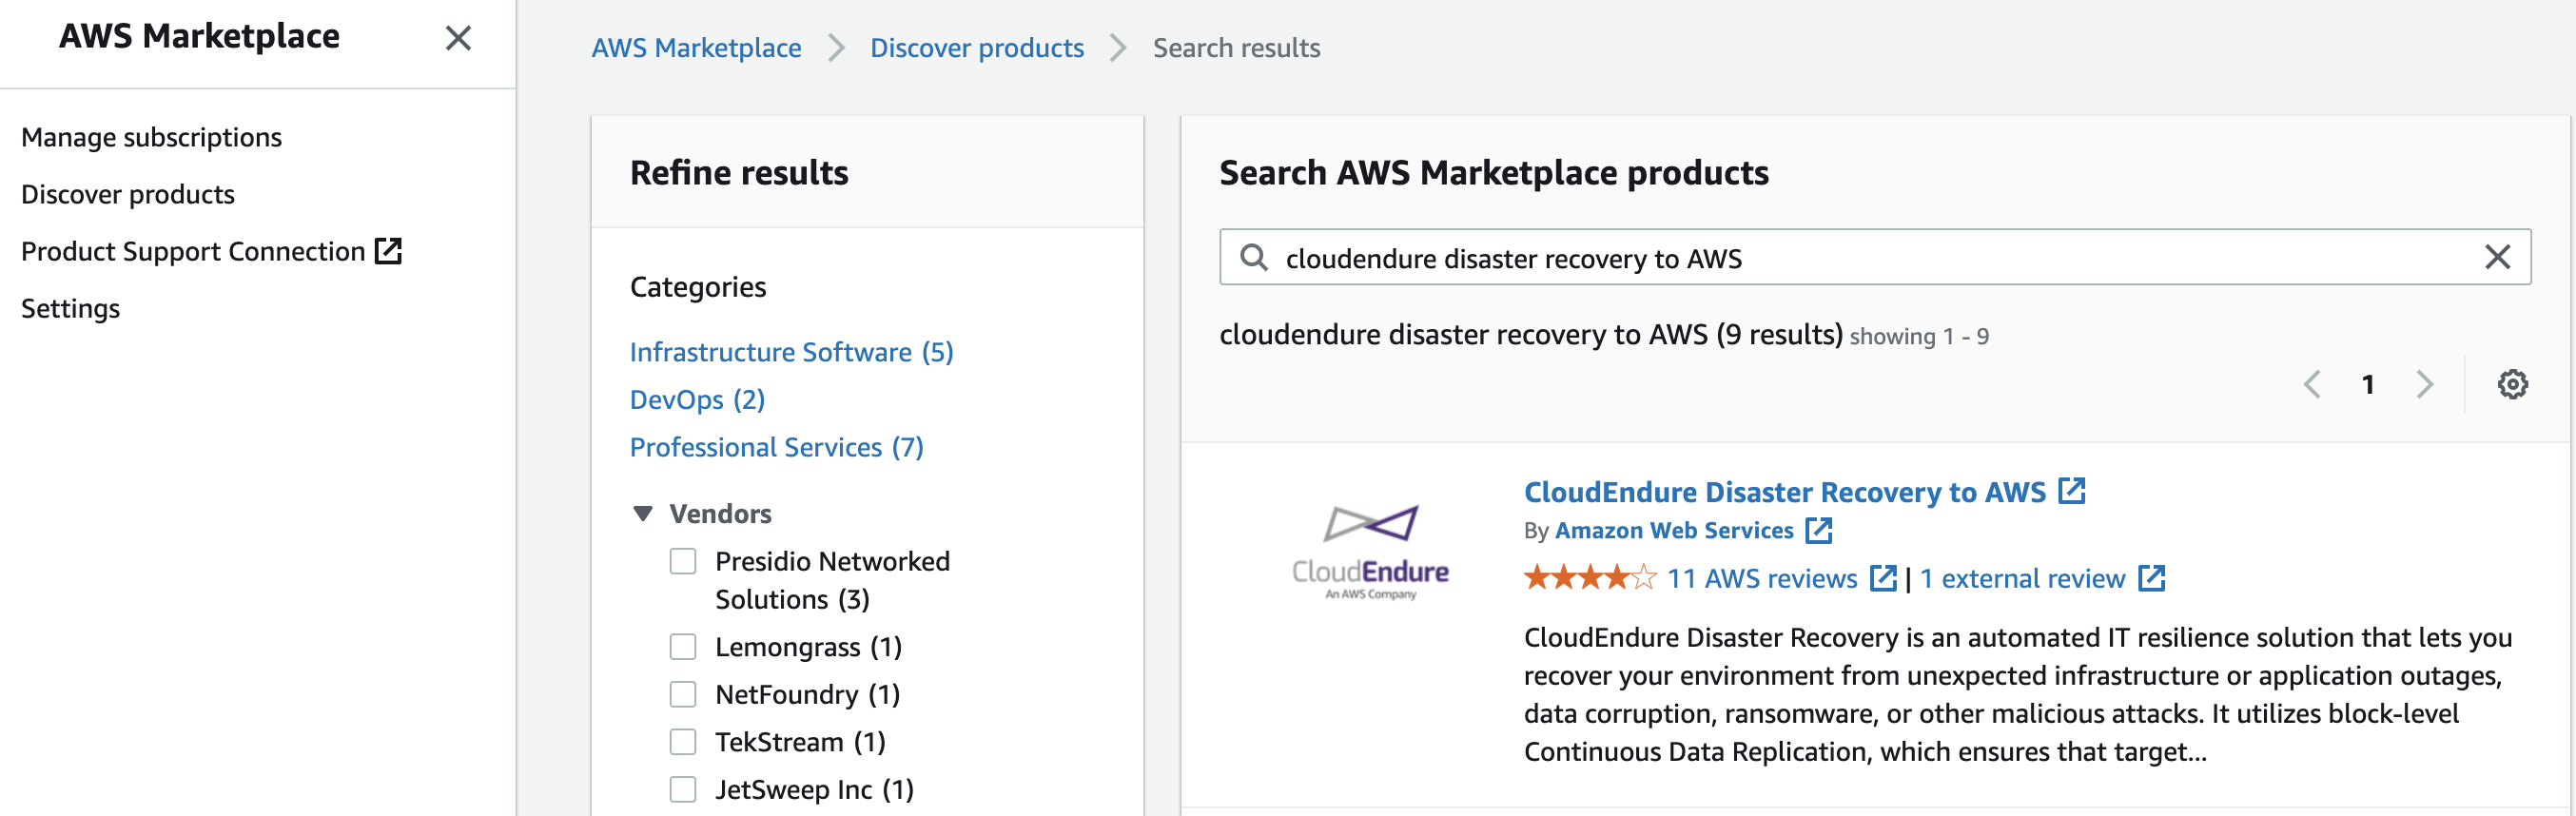 AWS Marketplace
Manage subscriptions
Discover products
Product Support Connection
Settings
AWS Marketplace > Discover products > Search results
Refine results
Categories
Infrastructure Software (5)
DevOps (2)
Professional Services (7)
Vendors
Presidio Networked
Solutions (3)
Lemongrass (1)
NetFoundry (1)
TekStream (1)
JetSweep Inc (1)
Search AWS Marketplace products
cloudendure disaster recovery to AWS
cloudendure disaster recovery to AWS (9 results) showing 1 - 9
1
CloudEndure
An AWS Company
CloudEndure Disaster Recovery to AWS
By Amazon Web Services
11 AWS reviews | 1 external review
CloudEndure Disaster Recovery is an automated IT resilience solution that lets you
recover your environment from unexpected infrastructure or application outages,
data corruption, ransomware, or other malicious attacks. It utilizes block-level
Continuous Data Replication, which ensures that target...